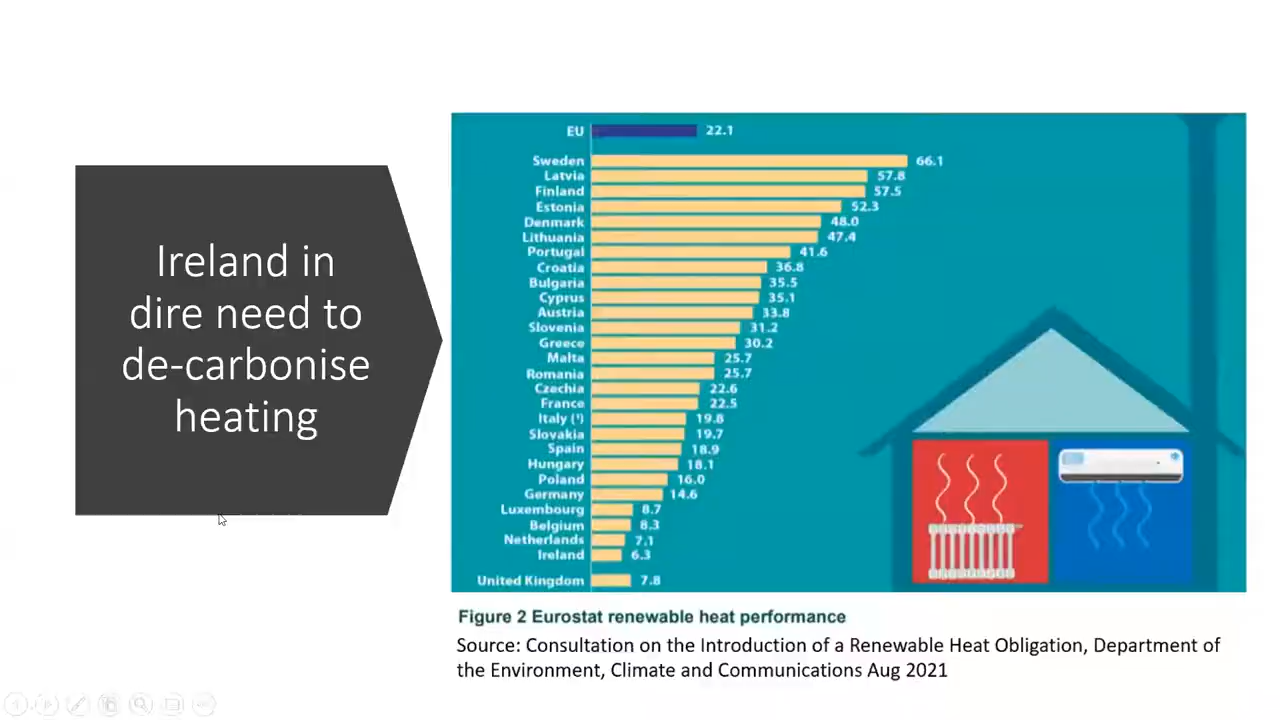 Ireland in
dire need to
de-carbonise
heating
EU 22.1
Sweden 66.1
Latvia 57.8
Finland 57.5
Estonia 52.3
Denmark 48.0
Lithuania 47.4
Portugal 41.6
Croatia 36.8
Bulgaria 35.5
Cyprus 35.1
Austria 33.8
Slovenia 31.2
Greece 30.2
Malta 25.7
Romania 25.7
Czechia 22.6
France 22.5
Italy (¹) 19.8
Slovakia 19.7
Spain 18.9
Hungary 18.1
Poland 16.0
Germany 14.6
Luxembourg 8.7
Belgium 8.3
Netherlands 7.1
Ireland 6.3
United Kingdom 7.8
Figure 2 Eurostat renewable heat performance
Source: Consultation on the Introduction of a Renewable Heat Obligation, Department of
the Environment, Climate and Communications Aug 2021